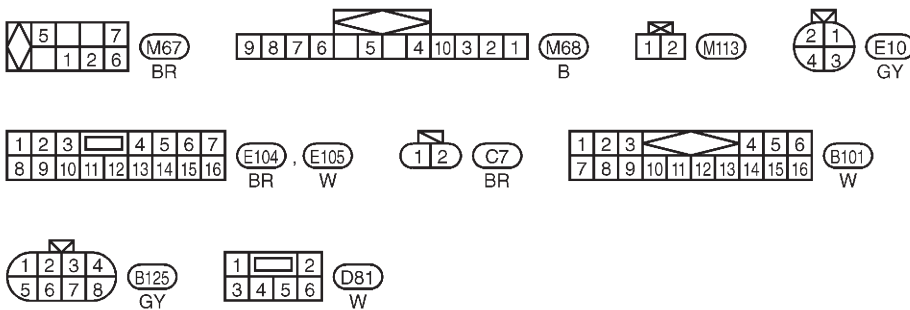 5 7 M67
1 2 6
BR
9 8 7 6 5 4 10 3 2 1 M68
B
1 2 M113
2 1 E10
4 3
GY
1 2 3 4 5 6 7
8 9 10 11 12 13 14 15 16
E104 , E105
BR W
1 2 C7
BR
1 2 3 4 5 6
7 8 9 10 11 12 13 14 15 16
B101
W
1 2 3 4
5 6 7 8
B125
GY
1 2
3 4 5 6
D81
W